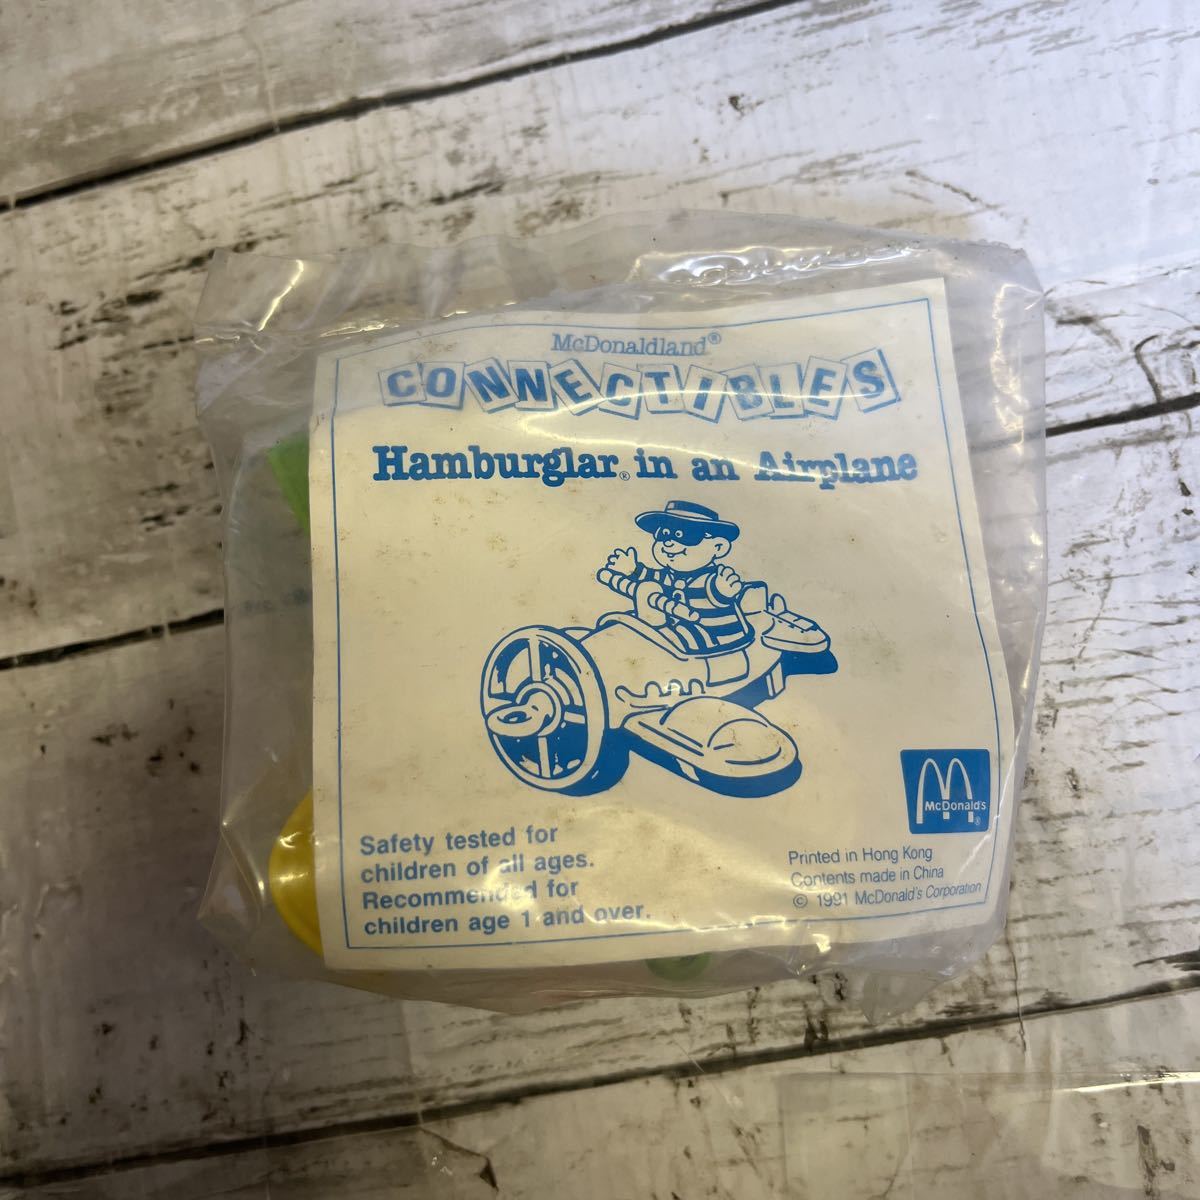 McDonaldland®
CONNECTIBLES
Hamburglar® in an Airplane
McDonald's
®
Safety tested for
children of all ages.
Recommended for
children age 1 and over.
Printed in Hong Kong
Contents made in China
© 1991 McDonald's Corporation